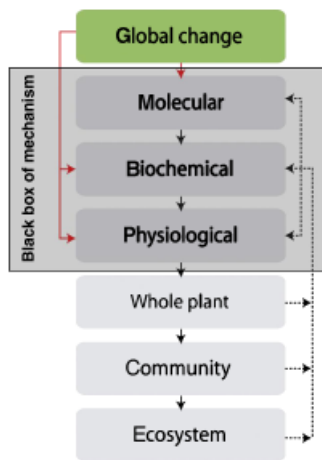 Global change
Black box of mechanism
Molecular
Biochemical
Physiological
Whole plant
Community
Ecosystem